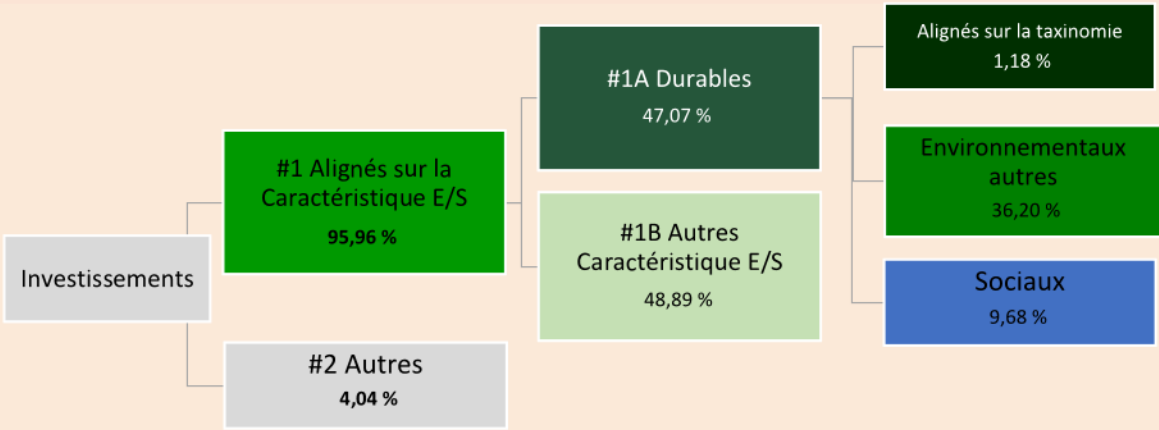 Investissements
#1 Alignés sur la
Caractéristique E/S
95,96 %
#2 Autres
4,04 %
#1A Durables
47,07 %
#1B Autres
Caractéristique E/S
48,89 %
Alignés sur la taxinomie
1,18 %
Environnementaux
autres
36,20 %
Sociaux
9,68 %